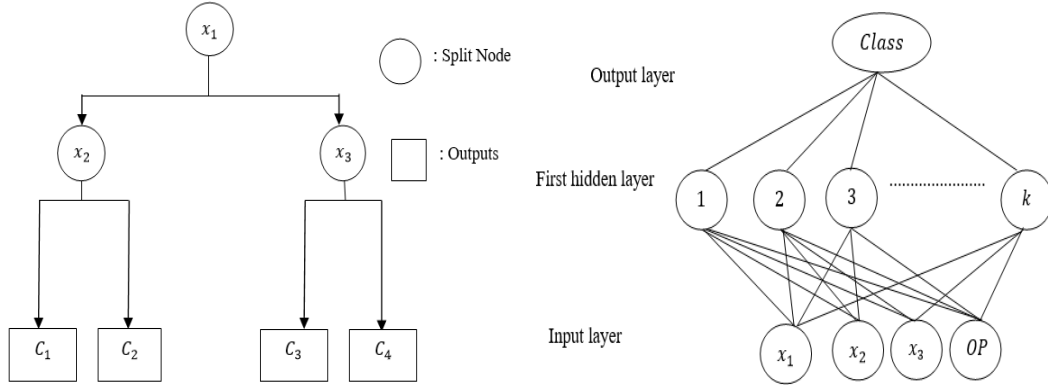 x₁
: Split Node
x₂
x₃
: Outputs
C₁
C₂
C₃
C₄
Class
Output layer
First hidden layer
1
2
3
........................
k
Input layer
x₁
x₂
x₃
OP